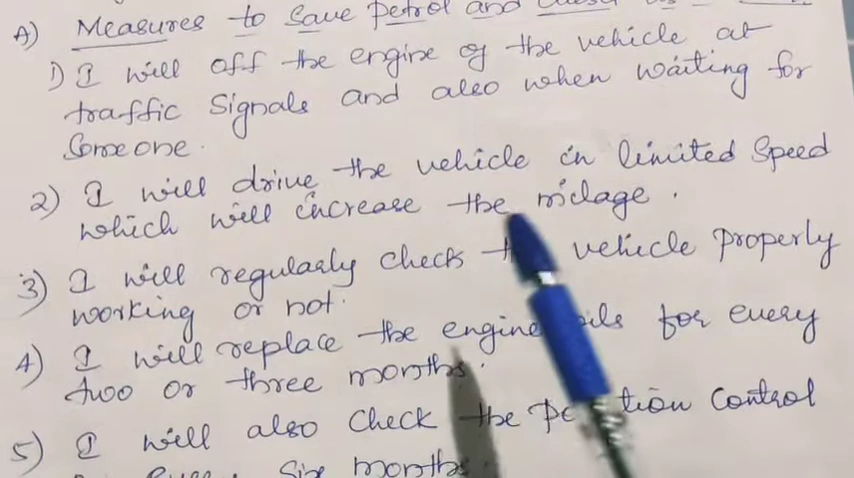 A) Measures to save petrol and
1) I will off the engine of the vehicle at
traffic signals and also when waiting for
someone.
2) I will drive the vehicle in limited speed
which will increase the milage.
3) I will regularly check vehicle properly
working or not.
4) I will replace the engine oils for every
two or three months.
5) I will also check the control
six months.